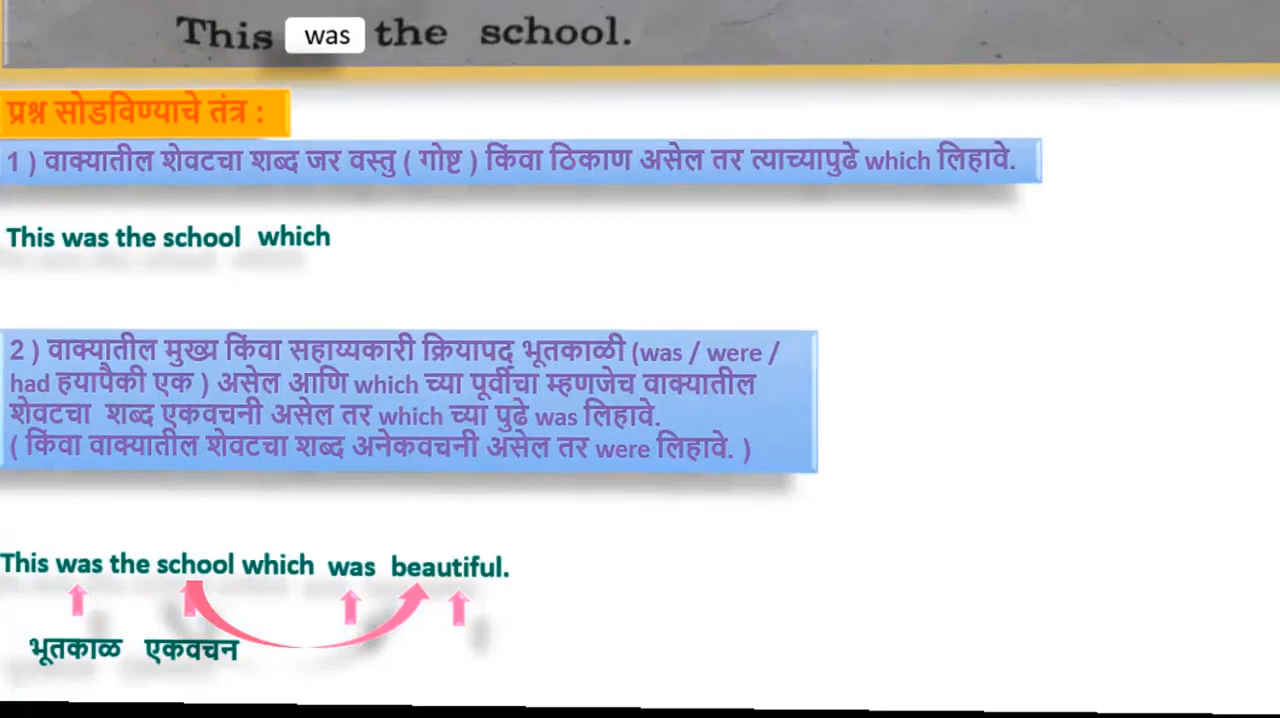 This was the school.
प्रश्न सोडविण्याचे तंत्र :
1 ) वाक्यातील शेवटचा शब्द जर वस्तु ( गोष्ट ) किंवा ठिकाण असेल तर त्याच्यापुढे which लिहावे.
This was the school which
2 ) वाक्यातील मुख्य किंवा सहाय्यकारी क्रियापद भूतकाळी (was / were /
had हयापैकी एक ) असेल आणि which च्या पूर्वीचा म्हणजेच वाक्यातील
शेवटचा शब्द एकवचनी असेल तर which च्या पुढे was लिहावे.
( किंवा वाक्यातील शेवटचा शब्द अनेकवचनी असेल तर were लिहावे. )
This was the school which was beautiful.
भूतकाळ एकवचन